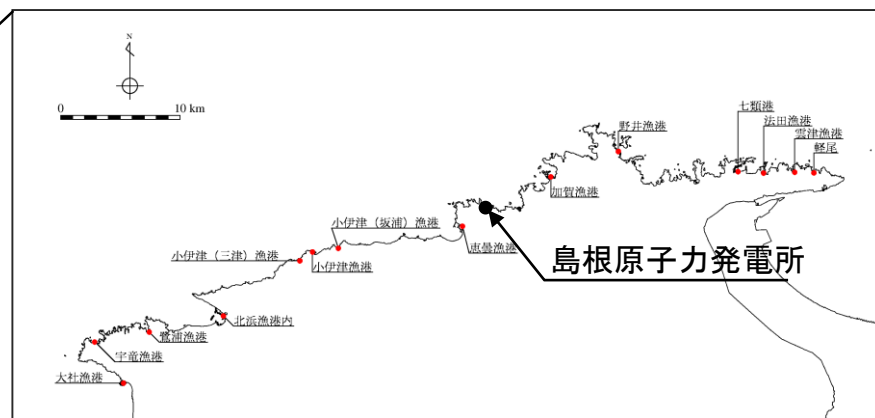 N
0 10 km
七類港
法田漁港
野井漁港
雲津漁港
軽尾
加賀漁港
小伊津（坂浦）漁港
恵曇漁港
小伊津（三津）漁港
小伊津漁港
島根原子力発電所
北浜漁港内
鷺浦漁港
宇竜漁港
大社漁港